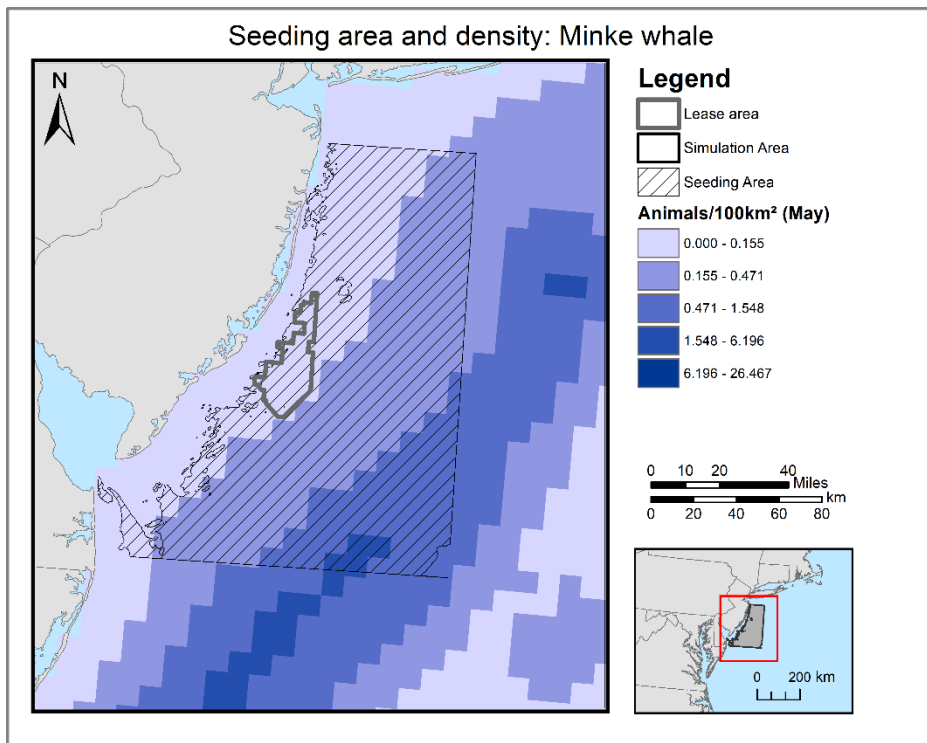 Seeding area and density: Minke whale
N
Legend
Lease area
Simulation Area
Seeding Area
Animals/100km² (May)
0.000 - 0.155
0.155 - 0.471
0.471 - 1.548
1.548 - 6.196
6.196 - 26.467
0 10 20 40
Miles
km
0 20 40 60 80
0 200 km